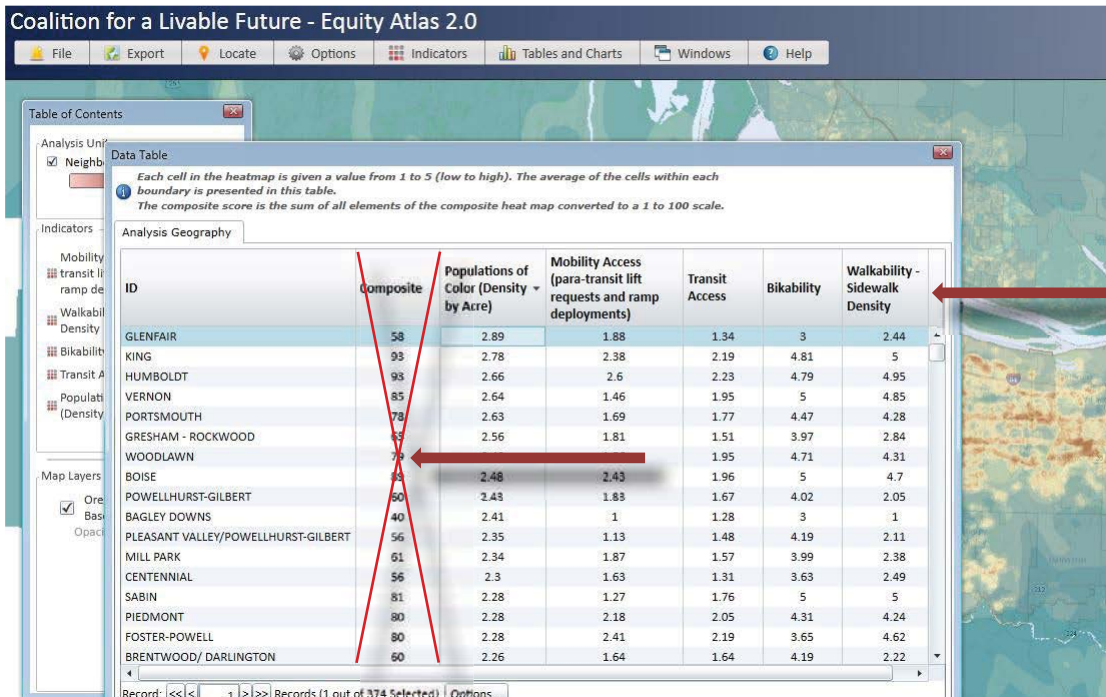 Coalition for a Livable Future - Equity Atlas 2.0
File Export Locate Options Indicators Tables and Charts Windows Help
Table of Contents
Analysis Uni
Neighb
Indicators
Mobility
transit li
ramp de
Walkabil
Density
Bikabilit
Transit A
Populati
(Density
Map Layers
Ore
Bas
Opaci
Data Table
Each cell in the heatmap is given a value from 1 to 5 (low to high). The average of the cells within each
boundary is presented in this table.
The composite score is the sum of all elements of the composite heat map converted to a 1 to 100 scale.
Analysis Geography
ID Composite Populations of Color (Density by Acre) Mobility Access (para-transit lift requests and ramp deployments) Transit Access Bikability Walkability - Sidewalk Density
GLENFAIR 58 2.89 1.88 1.34 3 2.44
KING 93 2.78 2.38 2.19 4.81 5
HUMBOLDT 93 2.66 2.6 2.23 4.79 4.95
VERNON 85 2.64 1.46 1.95 5 4.85
PORTSMOUTH 78 2.63 1.69 1.77 4.47 4.28
GRESHAM - ROCKWOOD 65 2.56 1.81 1.51 3.97 2.84
WOODLAWN 79 1.95 4.71 4.31
BOISE 89 2.48 2.43 1.96 5 4.7
POWELLHURST-GILBERT 60 2.43 1.83 1.67 4.02 2.05
BAGLEY DOWNS 40 2.41 1 1.28 3 1
PLEASANT VALLEY/POWELLHURST-GILBERT 56 2.35 1.13 1.48 4.19 2.11
MILL PARK 61 2.34 1.87 1.57 3.99 2.38
CENTENNIAL 56 2.3 1.63 1.31 3.63 2.49
SABIN 81 2.28 1.27 1.76 5 5
PIEDMONT 80 2.28 2.18 2.05 4.31 4.24
FOSTER-POWELL 80 2.28 2.41 2.19 3.65 4.62
BRENTWOOD/ DARLINGTON 60 2.26 1.64 1.64 4.19 2.22
Record: << < 1 > >> Records (1 out of 374 Selected) Options